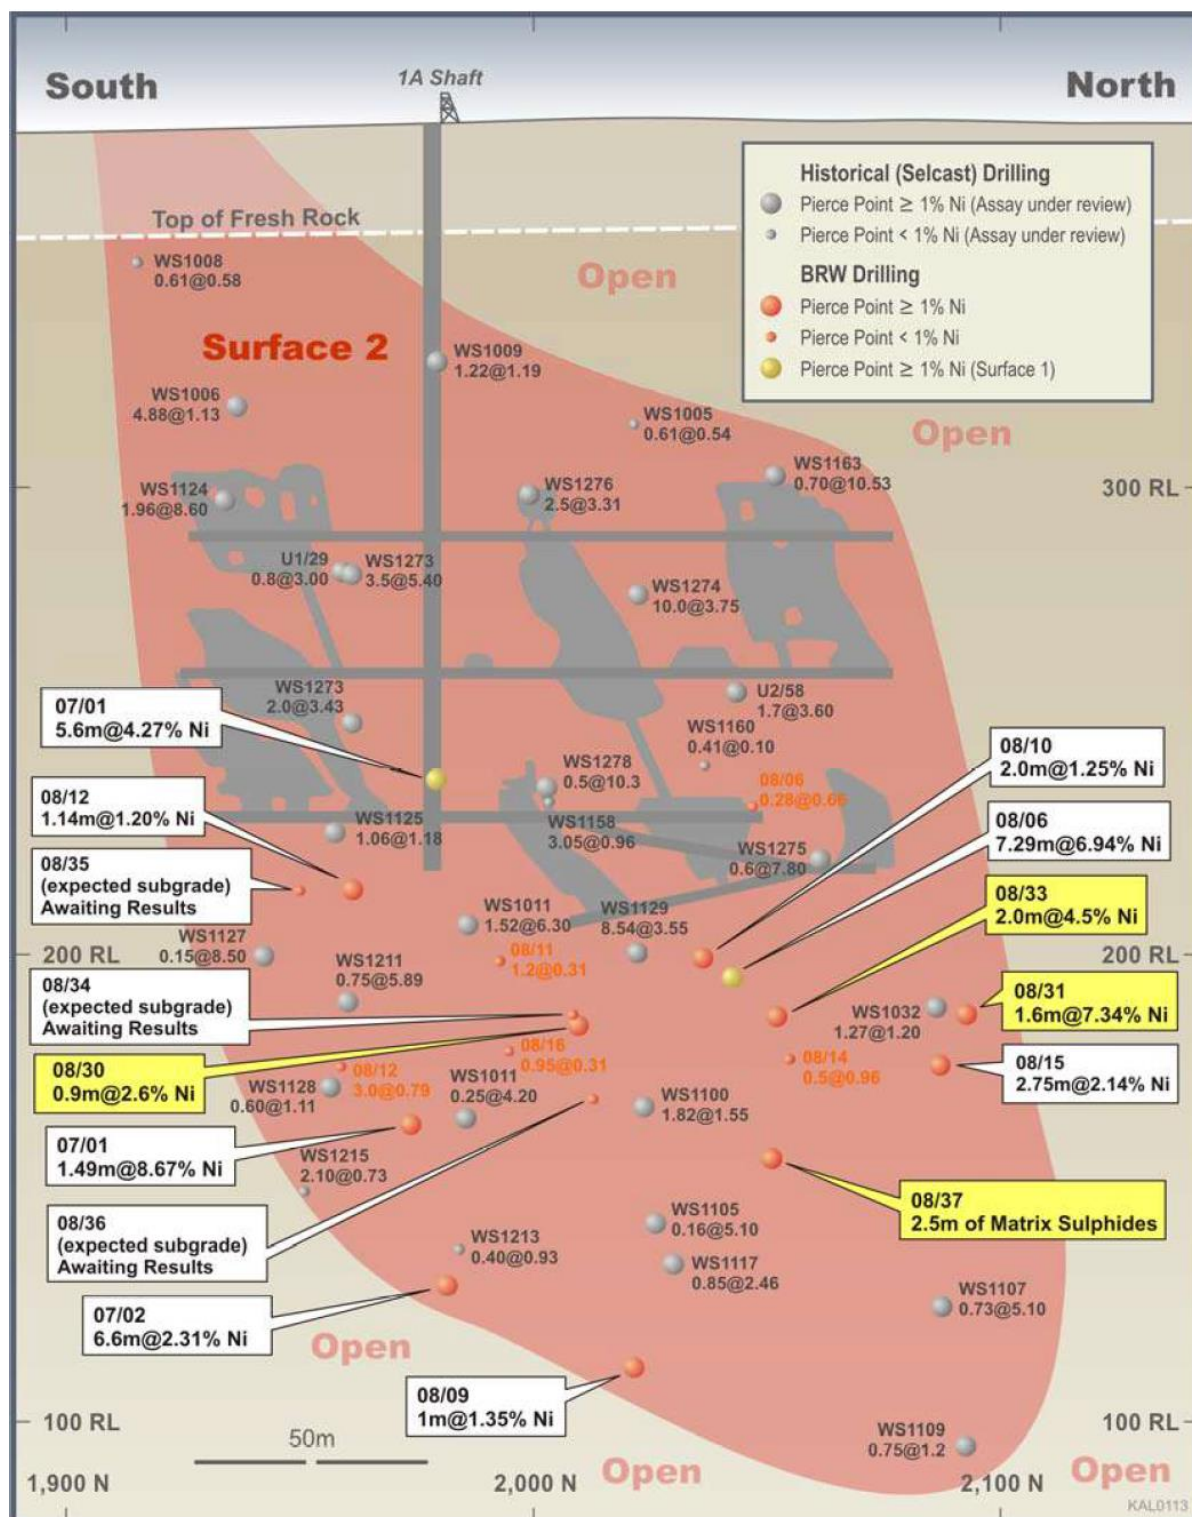 1A Shaft
South
North
Historical (Selcast) Drilling
Pierce Point ≥ 1% Ni (Assay under review)
Pierce Point < 1% Ni (Assay under review)
BRW Drilling
Pierce Point ≥ 1% Ni
Pierce Point < 1% Ni
Pierce Point ≥ 1% Ni (Surface 1)
Top of Fresh Rock
WS1008
0.61@0.58
Open
Surface 2
WS1009
1.22@1.19
WS1006
4.88@1.13
WS1005
0.61@0.54
Open
WS1163
0.70@10.53
WS1124
1.96@8.60
WS1276
2.5@3.31
300 RL
U1/29
0.8@3.00
WS1273
3.5@5.40
WS1274
10.0@3.75
WS1273
2.0@3.43
U2/58
1.7@3.60
07/01
5.6m@4.27% Ni
WS1160
0.41@0.10
WS1278
0.5@10.3
08/06
0.28@0.66
08/10
2.0m@1.25% Ni
08/12
1.14m@1.20% Ni
WS1125
1.06@1.18
WS1158
3.05@0.96
08/06
7.29m@6.94% Ni
WS1275
0.6@7.80
08/35
(expected subgrade)
Awaiting Results
08/33
2.0m@4.5% Ni
WS1011
1.52@6.30
WS1129
8.54@3.55
WS1127
0.15@8.50
200 RL
08/11
1.2@0.31
200 RL
WS1211
0.75@5.89
08/34
(expected subgrade)
Awaiting Results
WS1032
1.27@1.20
08/31
1.6m@7.34% Ni
08/16
0.95@0.31
08/14
0.5@0.96
08/30
0.9m@2.6% Ni
08/12
3.0@0.79
WS1128
0.60@1.11
WS1011
0.25@4.20
WS1100
1.82@1.55
08/15
2.75m@2.14% Ni
07/01
1.49m@8.67% Ni
WS1215
2.10@0.73
08/37
2.5m of Matrix Sulphides
08/36
(expected subgrade)
Awaiting Results
WS1105
0.16@5.10
WS1213
0.40@0.93
WS1117
0.85@2.46
WS1107
0.73@5.10
07/02
6.6m@2.31% Ni
Open
08/09
1m@1.35% Ni
100 RL
50m
WS1109
0.75@1.2
100 RL
Open
Open
1,900 N
2,000 N
2,100 N
KAL0113